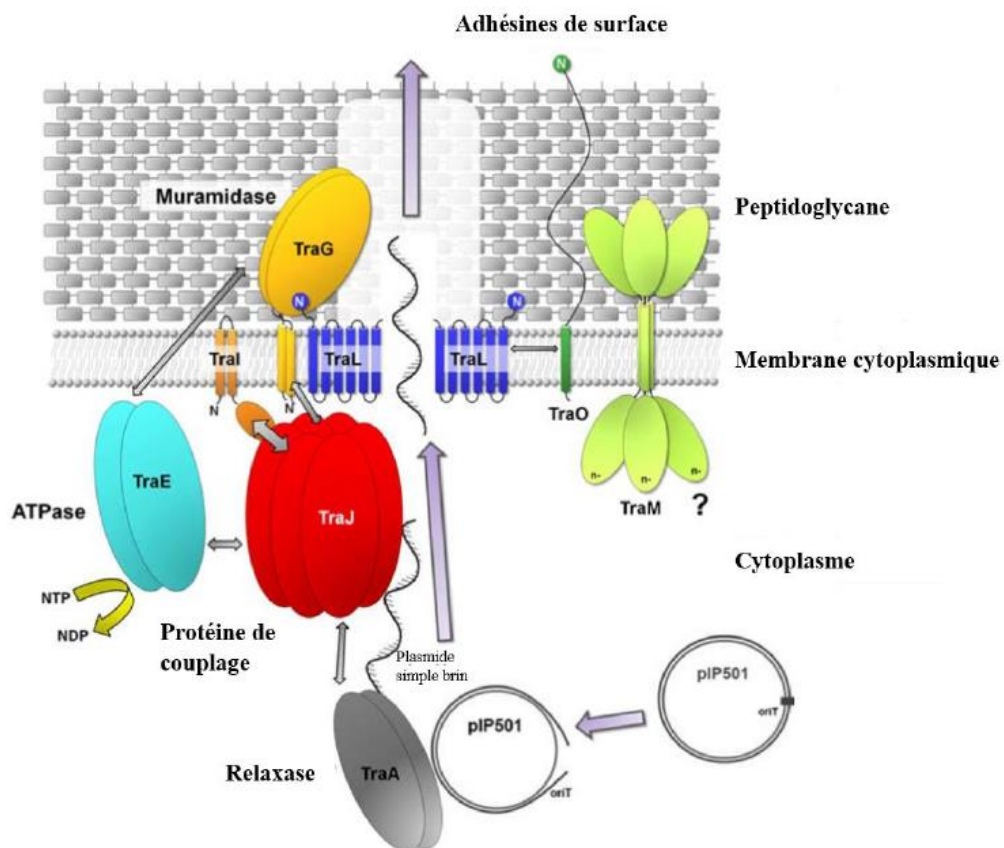 Adhésines de surface
N
Muramidase
Peptidoglycane
TraG
N
N
TraI
TraL
TraL
Membrane cytoplasmique
N
N
TraO
TraE
n-
n-
n-
ATPase
TraJ
TraM
?
Cytoplasme
NTP
NDP
Protéine de
couplage
Plasmide
simple brin
pIP501
pIP501
oriT
Relaxase
TraA
oriT